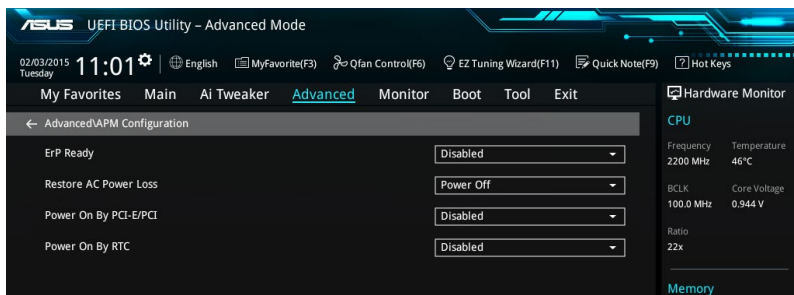 ASUS UEFI BIOS Utility – Advanced Mode
02/03/2015 Tuesday 11:01 English MyFavorite(F3) Qfan Control(F6) EZ Tuning Wizard(F11) Quick Note(F9) ? Hot Keys
My Favorites Main Ai Tweaker Advanced Monitor Boot Tool Exit
← Advanced\APM Configuration
ErP Ready Disabled
Restore AC Power Loss Power Off
Power On By PCI-E/PCI Disabled
Power On By RTC Disabled
Hardware Monitor
CPU
Frequency Temperature
2200 MHz 46°C
BCLK Core Voltage
100.0 MHz 0.944 V
Ratio
22x
Memory